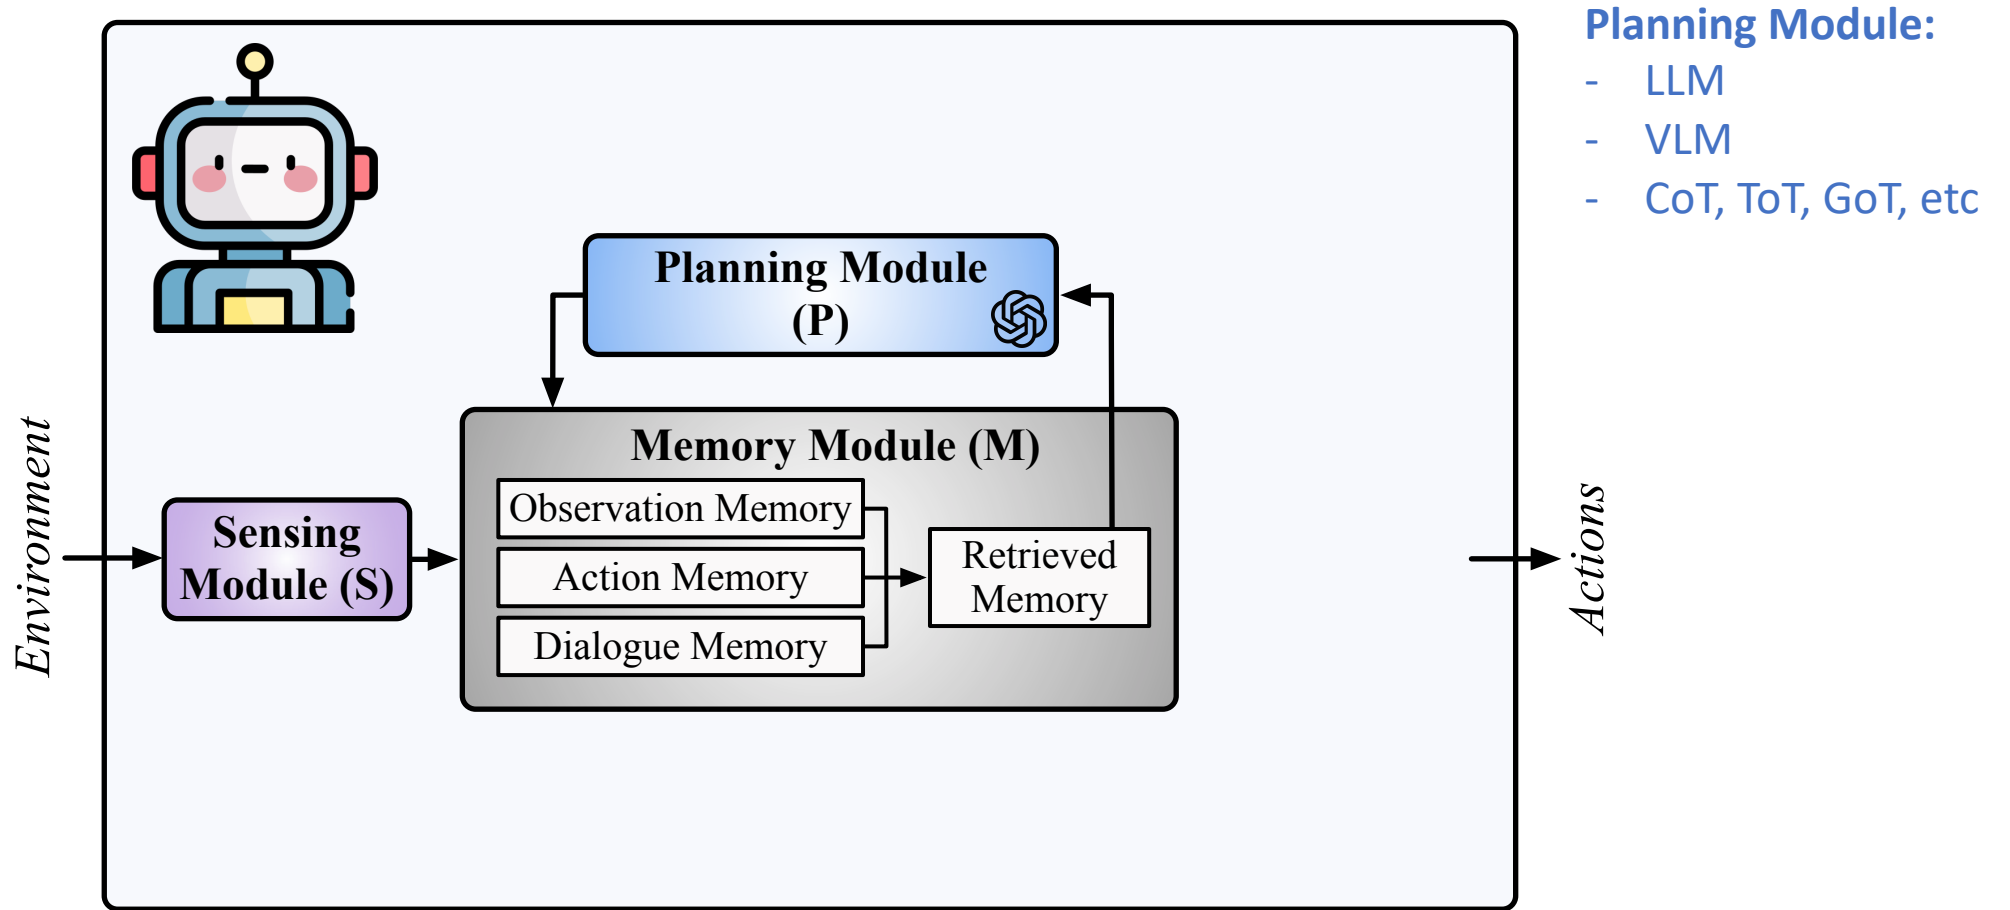 Planning Module:
- LLM
- VLM
- CoT, ToT, GoT, etc
Planning Module
(P)
Memory Module (M)
Observation Memory
Action Memory
Dialogue Memory
Retrieved
Memory
Sensing
Module (S)
Environment
Actions